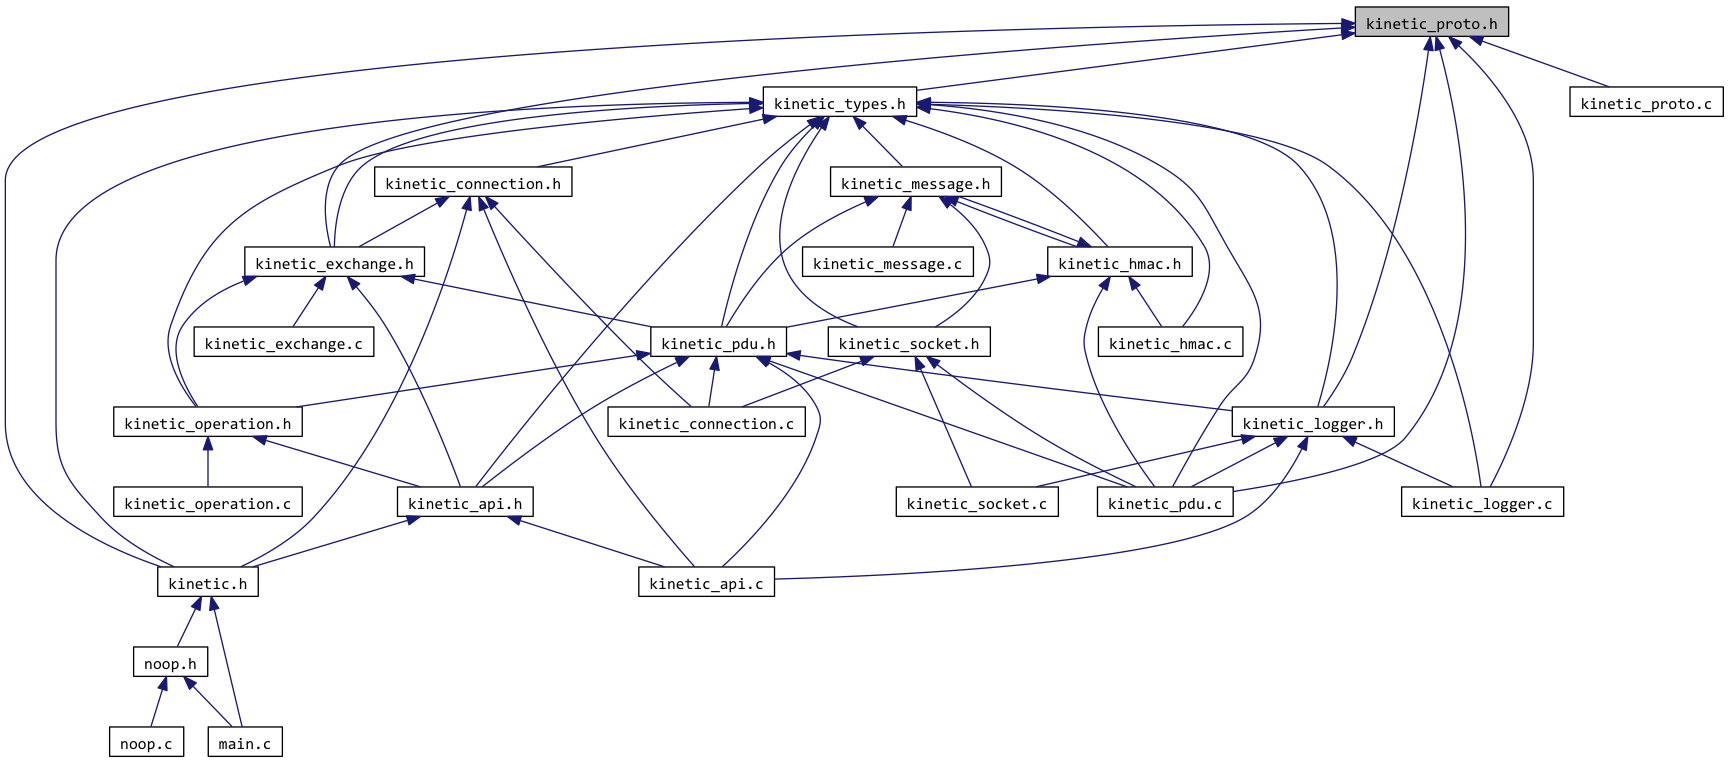 kinetic_proto.h
kinetic_types.h
kinetic_proto.c
kinetic_connection.h
kinetic_message.h
kinetic_exchange.h
kinetic_message.c
kinetic_hmac.h
kinetic_exchange.c
kinetic_pdu.h
kinetic_socket.h
kinetic_hmac.c
kinetic_operation.h
kinetic_connection.c
kinetic_logger.h
kinetic_operation.c
kinetic_api.h
kinetic_socket.c
kinetic_pdu.c
kinetic_logger.c
kinetic.h
kinetic_api.c
noop.h
noop.c
main.c